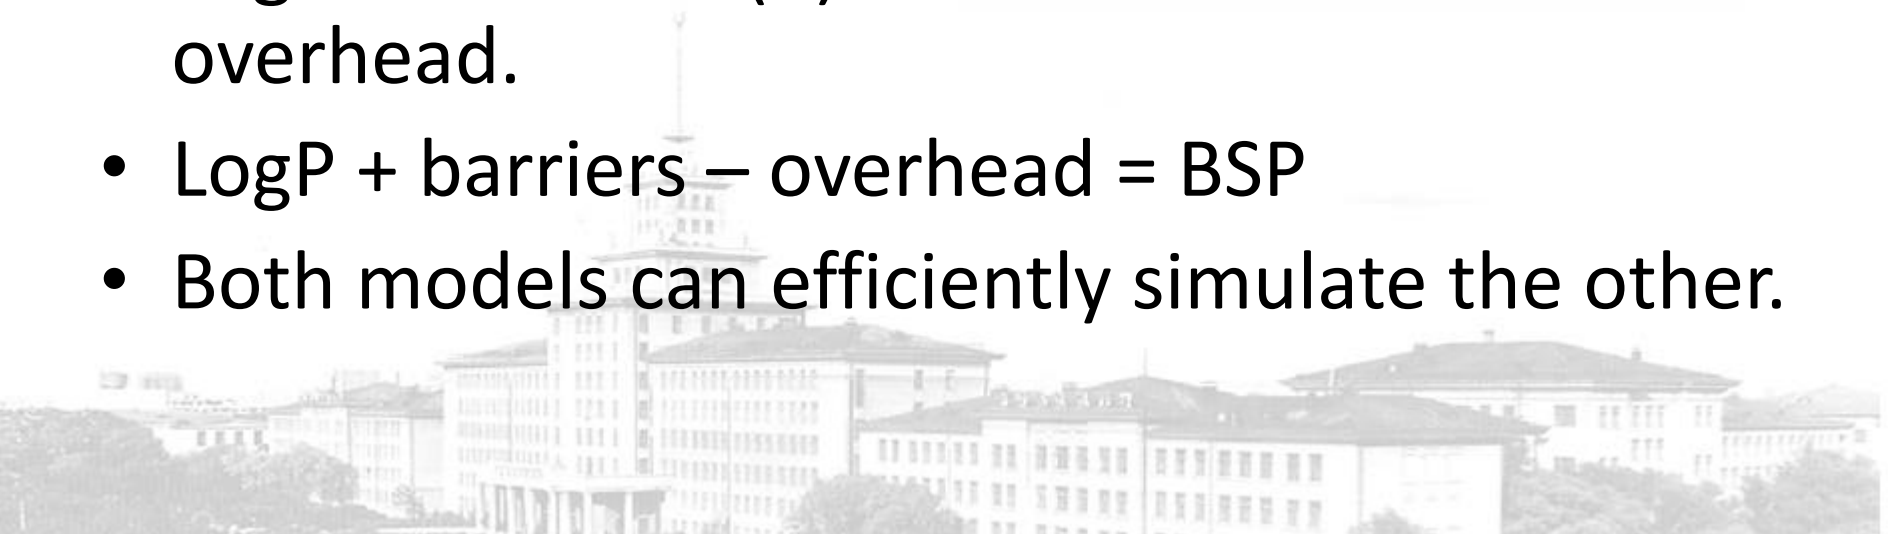 overhead.
• LogP + barriers – overhead = BSP
• Both models can efficiently simulate the other.